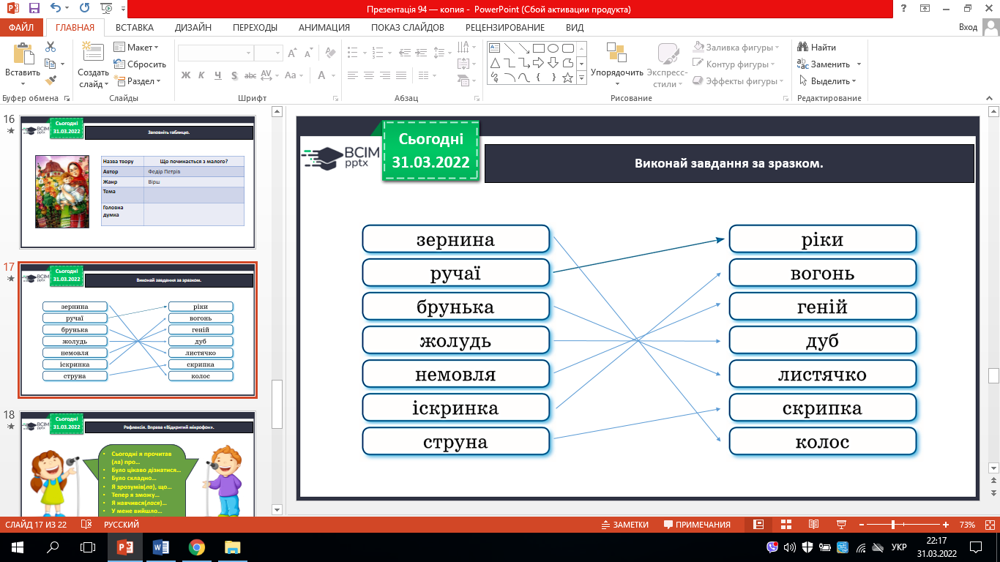 Презентація 94 — копия - PowerPoint (Сбой активации продукта)
ФАЙЛ
ГЛАВНАЯ
ВСТАВКА
ДИЗАЙН
ПЕРЕХОДЫ
АНИМАЦИЯ
ПОКАЗ СЛАЙДОВ
РЕЦЕНЗИРОВАНИЕ
ВИД
Вход
Вставить
Буфер обмена
Создать
слайд
Макет
Сбросить
Раздел
Слайды
Ж К Ч S abc AV Aa A
Шрифт
Абзац
Упорядочить
Экспресс-
стили
Заливка фигуры
Контур фигуры
Эффекты фигуры
Рисование
Найти
Заменить
Выделить
Редактирование
16
Сьогодні
31.03.2022
ВСІМ
pptx
Заповніть таблицю.
Назва твору Що починається з малого?
Автор Федір Петрів
Жанр Вірш
Тема
Головна
думка
17
Сьогодні
31.03.2022
ВСІМ
pptx
Виконай завдання за зразком.
зернина ріки
ручаї вогонь
брунька геній
жолудь дуб
немовля листячко
іскринка скрипка
струна колос
18
Сьогодні
31.03.2022
ВСІМ
pptx
Рефлексія. Вправа «Відкритий мікрофон».
Сьогодні я прочитав
(ла) про…
Було цікаво дізнатися…
Було складно…
Я зрозумів(ла), що…
Тепер я зможу…
Я навчився(лася)…
У мене вийшло…
Сьогодні
31.03.2022
ВСІМ
pptx
Виконай завдання за зразком.
зернина ріки
ручаї вогонь
брунька геній
жолудь дуб
немовля листячко
іскринка скрипка
струна колос
СЛАЙД 17 ИЗ 22
РУССКИЙ
ЗАМЕТКИ
ПРИМЕЧАНИЯ
73%
УКР
22:17
31.03.2022